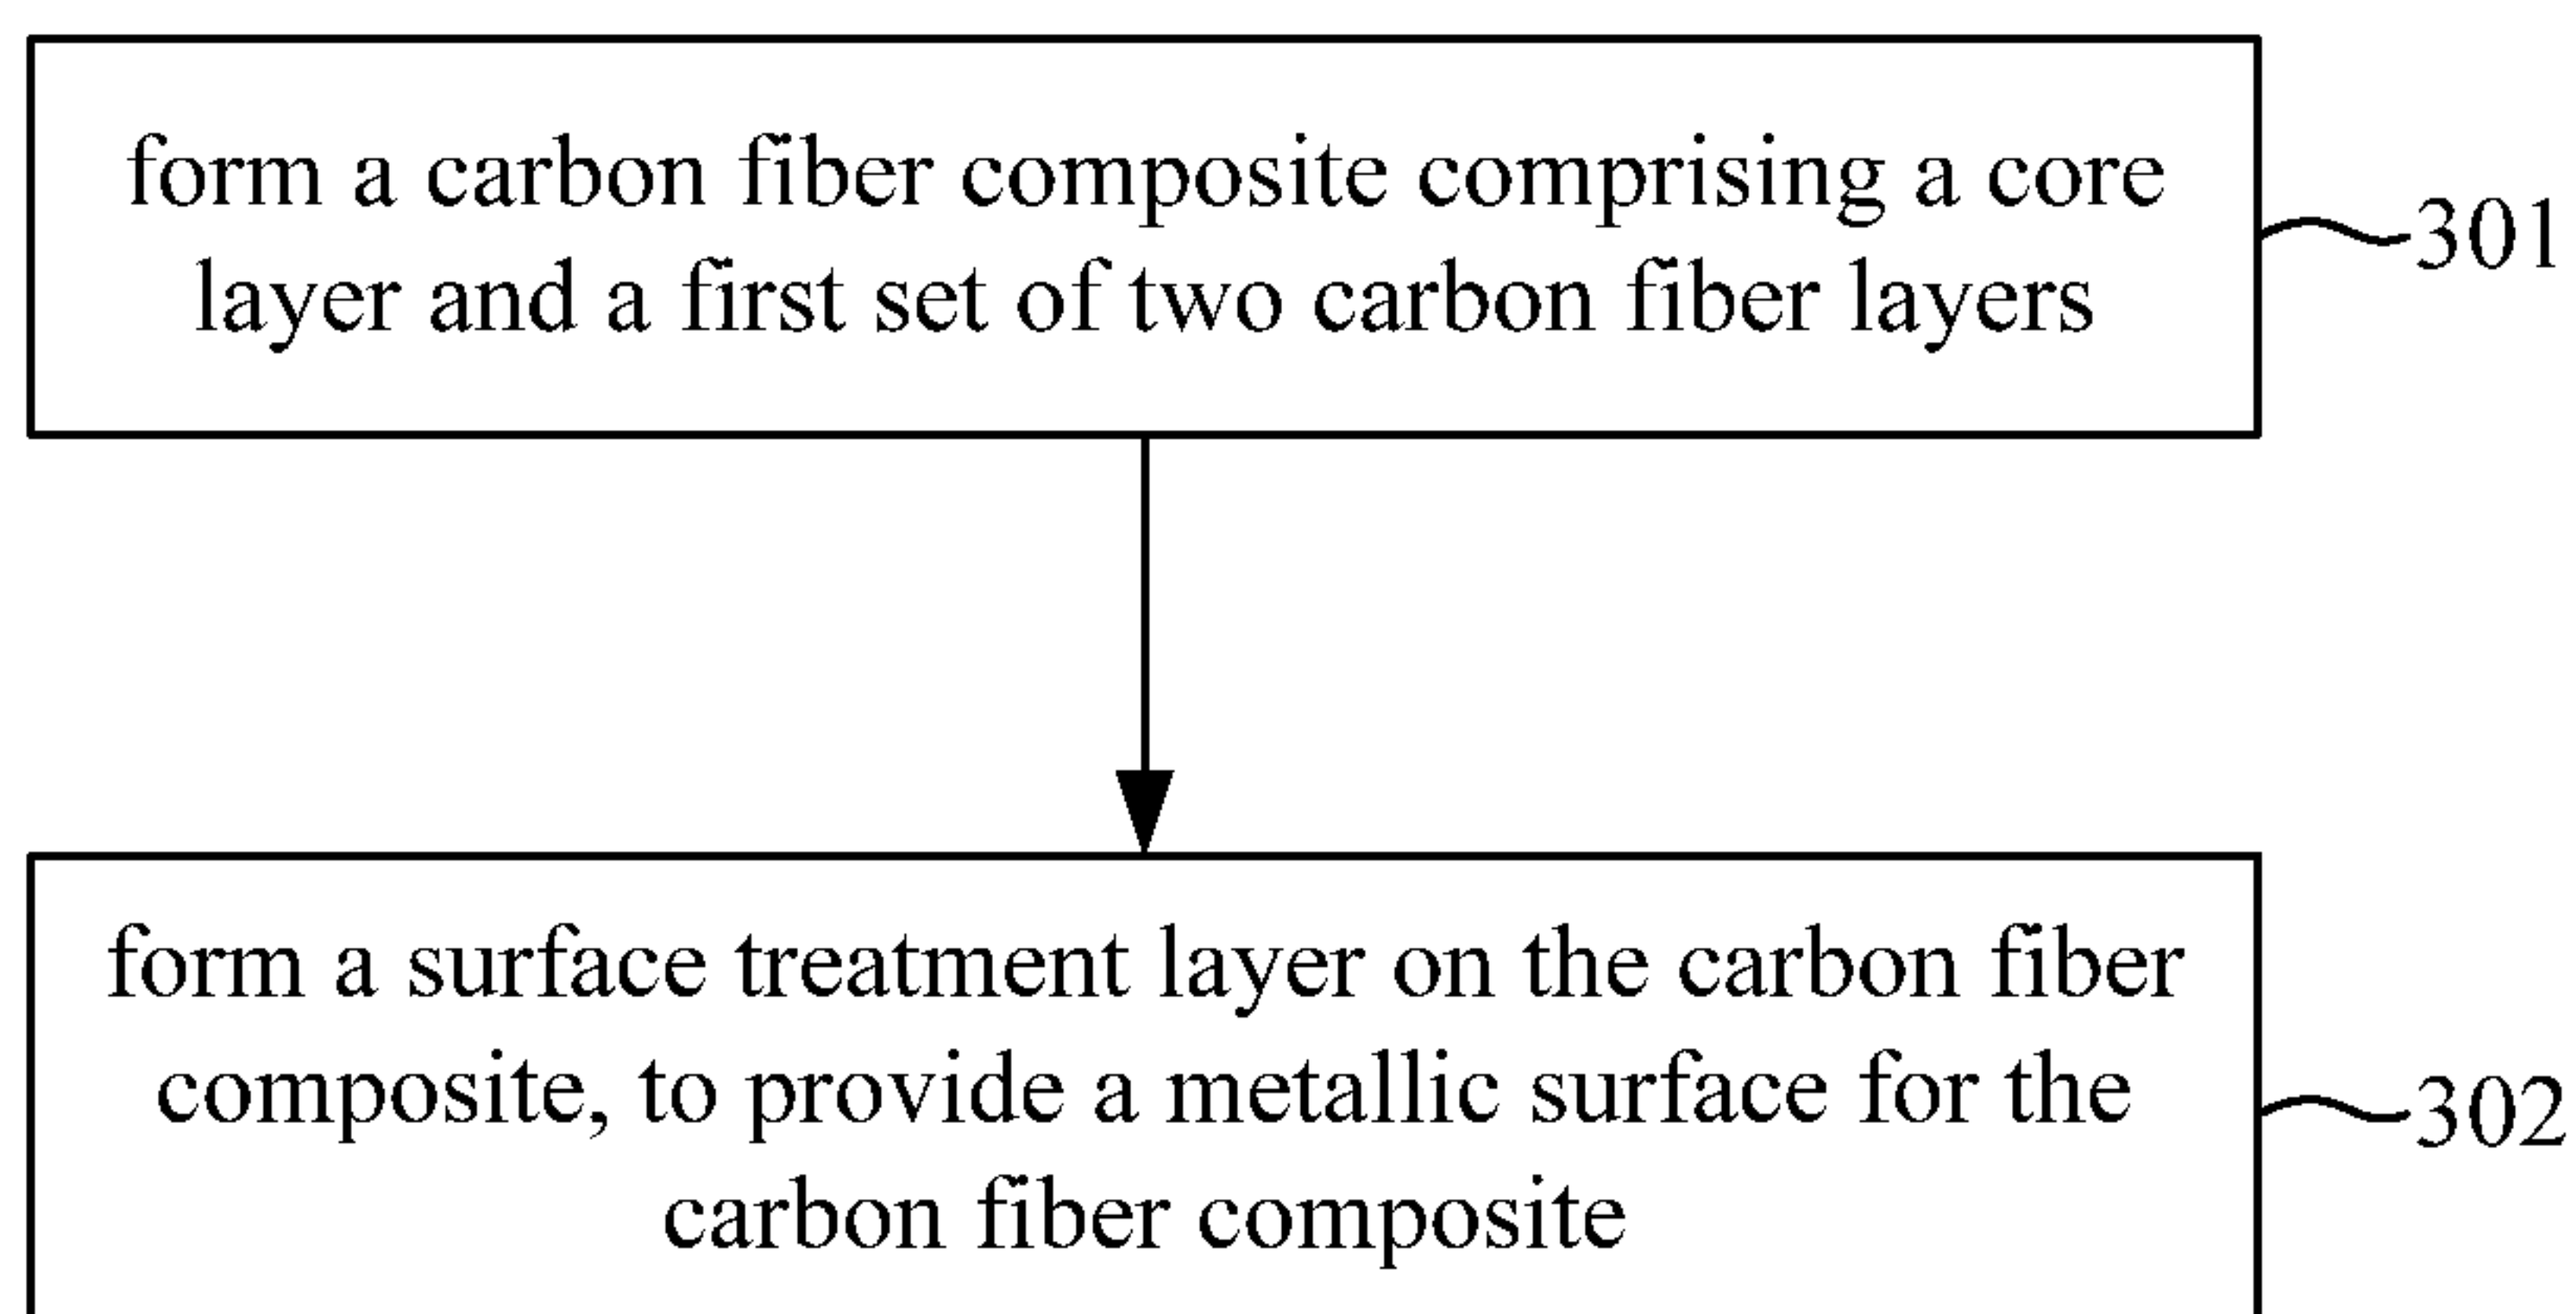 form a carbon fiber composite comprising a core
layer and a first set of two carbon fiber layers
301
form a surface treatment layer on the carbon fiber
composite, to provide a metallic surface for the
carbon fiber composite
302